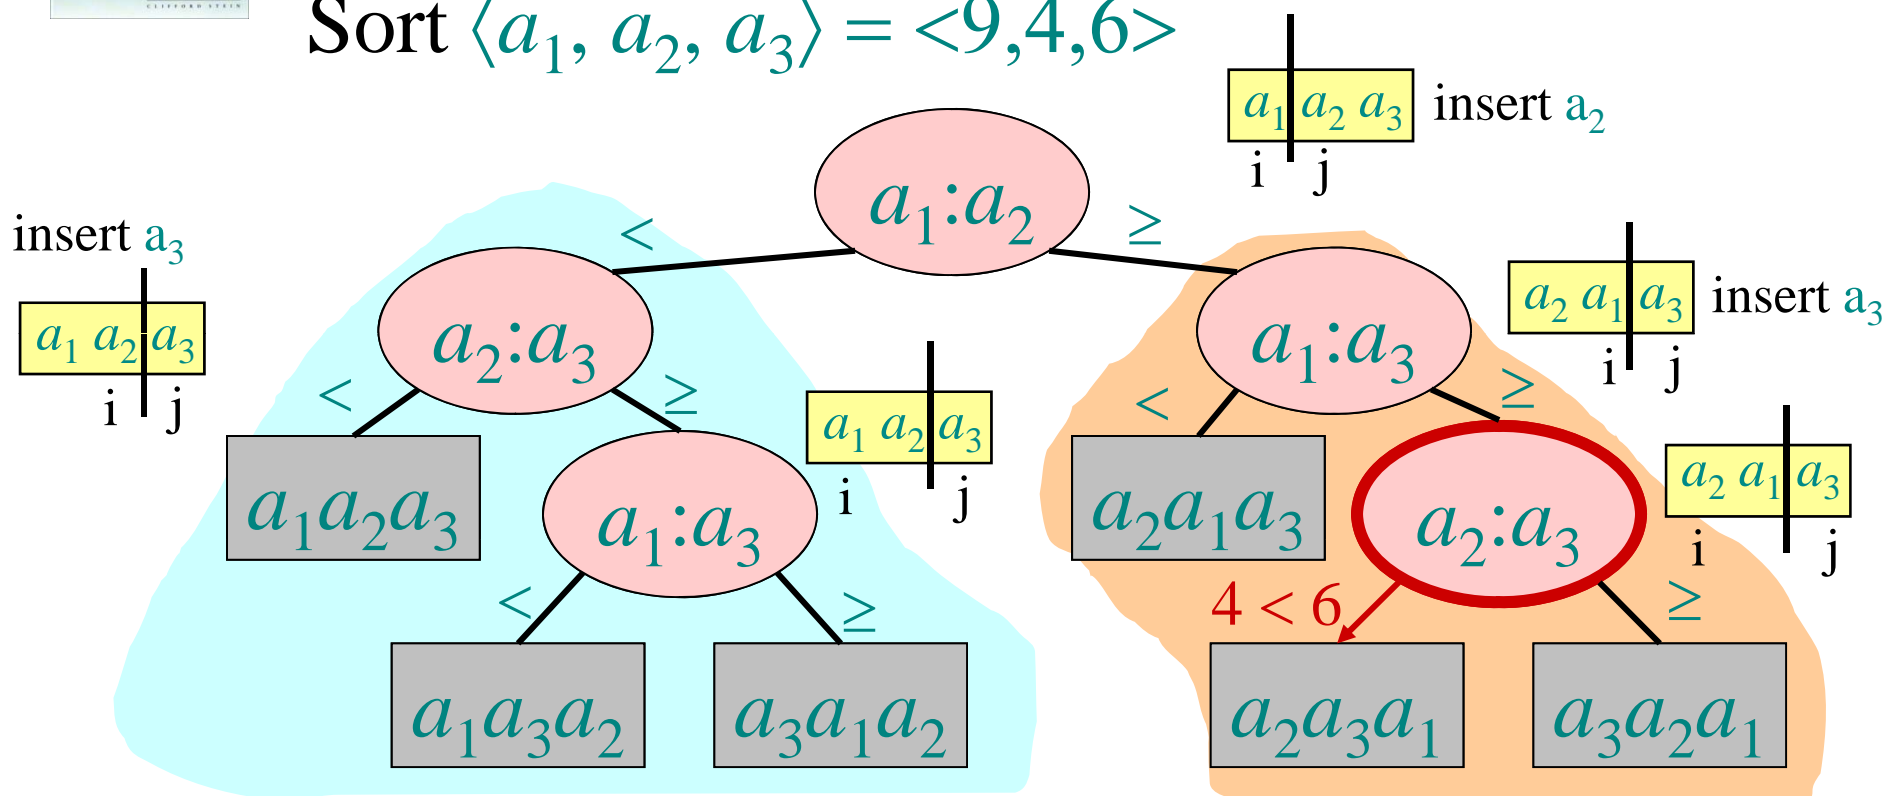 CLIFFORD STEIN
Sort ⟨a₁, a₂, a₃⟩ = <9,4,6>
a₁ a₂ a₃ insert a₂
i j
a₁:a₂
< ≥
insert a₃
a₁ a₂ a₃
i j
a₂:a₃
a₁:a₃
a₂ a₁ a₃ insert a₃
i j
< ≥
a₁ a₂ a₃
i j
< ≥
a₂ a₁ a₃
i j
a₁a₂a₃
a₁:a₃
a₂a₁a₃
a₂:a₃
< ≥
4 < 6 ≥
a₁a₃a₂
a₃a₁a₂
a₂a₃a₁
a₃a₂a₁